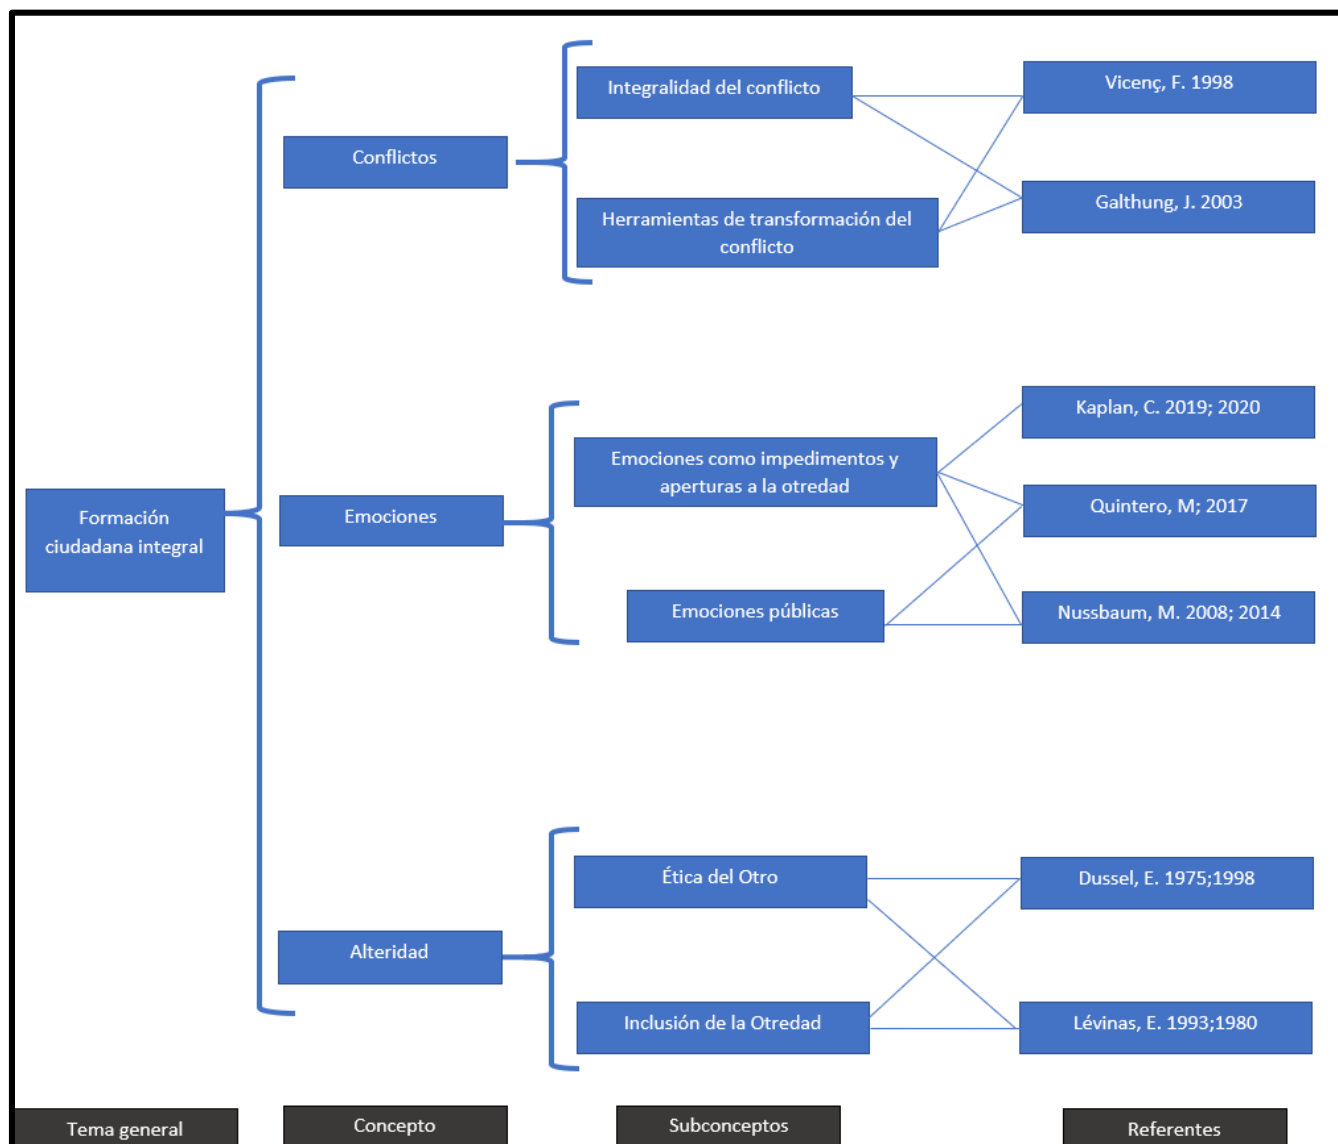 Integralidad del conflicto
Vicenç, F. 1998
Conflictos
Galthung, J. 2003
Herramientas de transformación del
conflicto
Kaplan, C. 2019; 2020
Emociones como impedimentos y
aperturas a la otredad
Formación
ciudadana integral
Emociones
Quintero, M; 2017
Emociones públicas
Nussbaum, M. 2008; 2014
Ética del Otro
Dussel, E. 1975;1998
Alteridad
Inclusión de la Otredad
Lévinas, E. 1993;1980
Tema general
Concepto
Subconceptos
Referentes